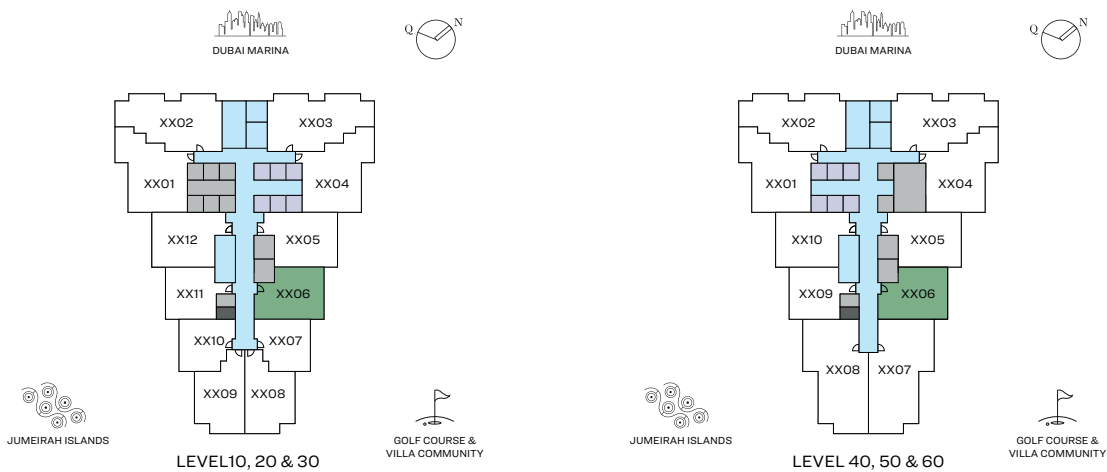 DUBAI MARINA
Q N
XX02 XX03
XX01 XX04
XX12 XX05
XX11 XX06
XX10 XX07
XX09 XX08
JUMEIRAH ISLANDS
GOLF COURSE &
VILLA COMMUNITY
LEVEL10, 20 & 30
DUBAI MARINA
Q N
XX02 XX03
XX01 XX04
XX10 XX05
XX09 XX06
XX08 XX07
JUMEIRAH ISLANDS
GOLF COURSE &
VILLA COMMUNITY
LEVEL 40, 50 & 60